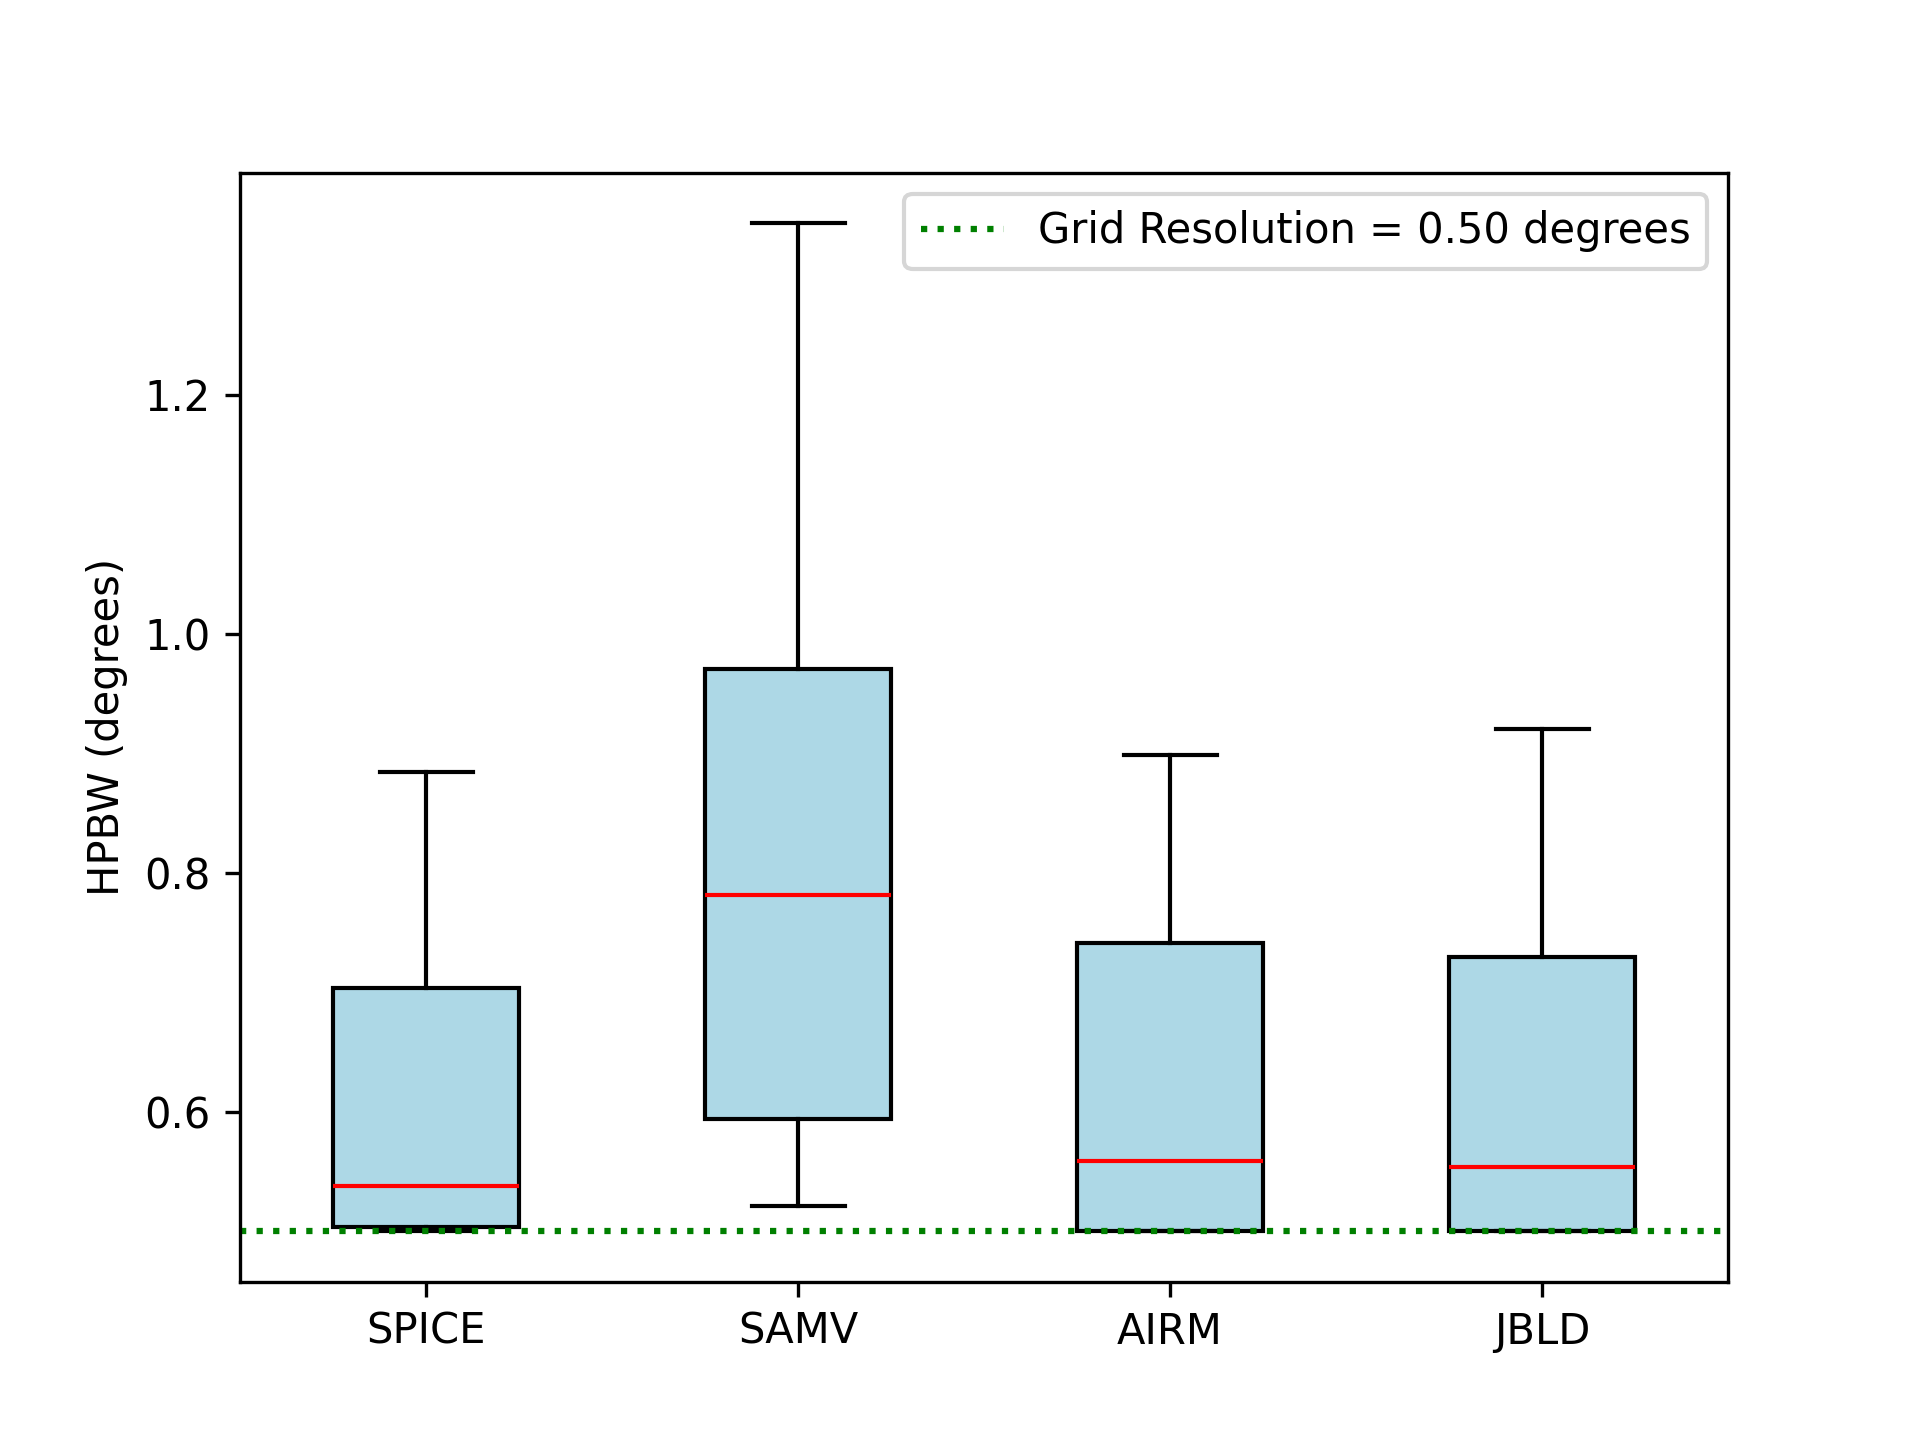 Grid Resolution = 0.50 degrees
HPBW (degrees)
1.2
1.0
0.8
0.6
SPICE SAMV AIRM JBLD